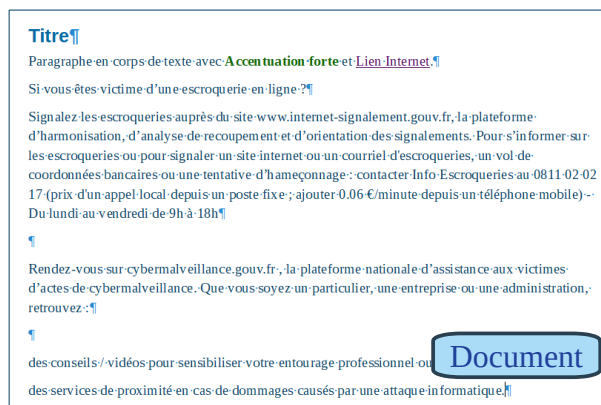 Titre¶
Paragraphe en corps de texte avec Accentuation forte et Lien Internet.¶
Si vous êtes victime d’une escroquerie en ligne ?¶
Signalez les escroqueries auprès du site www.internet-signalement.gouv.fr, la plateforme
d’harmonisation, d’analyse de recoupement et d’orientation des signalements. Pour s’informer sur
les escroqueries ou pour signaler un site internet ou un courriel d'escroqueries, un vol de
coordonnées bancaires ou une tentative d’hameçonnage : contacter Info Escroqueries au 0811 02 02
17 (prix d'un appel local depuis un poste fixe ; ajouter 0.06 €/minute depuis un téléphone mobile) -
Du lundi au vendredi de 9h à 18h¶
¶
Rendez-vous sur cybermalveillance.gouv.fr , la plateforme nationale d’assistance aux victimes
d’actes de cybermalveillance. Que vous soyez un particulier, une entreprise ou une administration,
retrouvez :¶
¶
des conseils / vidéos pour sensibiliser votre entourage professionnel ou
Document
des services de proximité en cas de dommages causés par une attaque informatique.¶